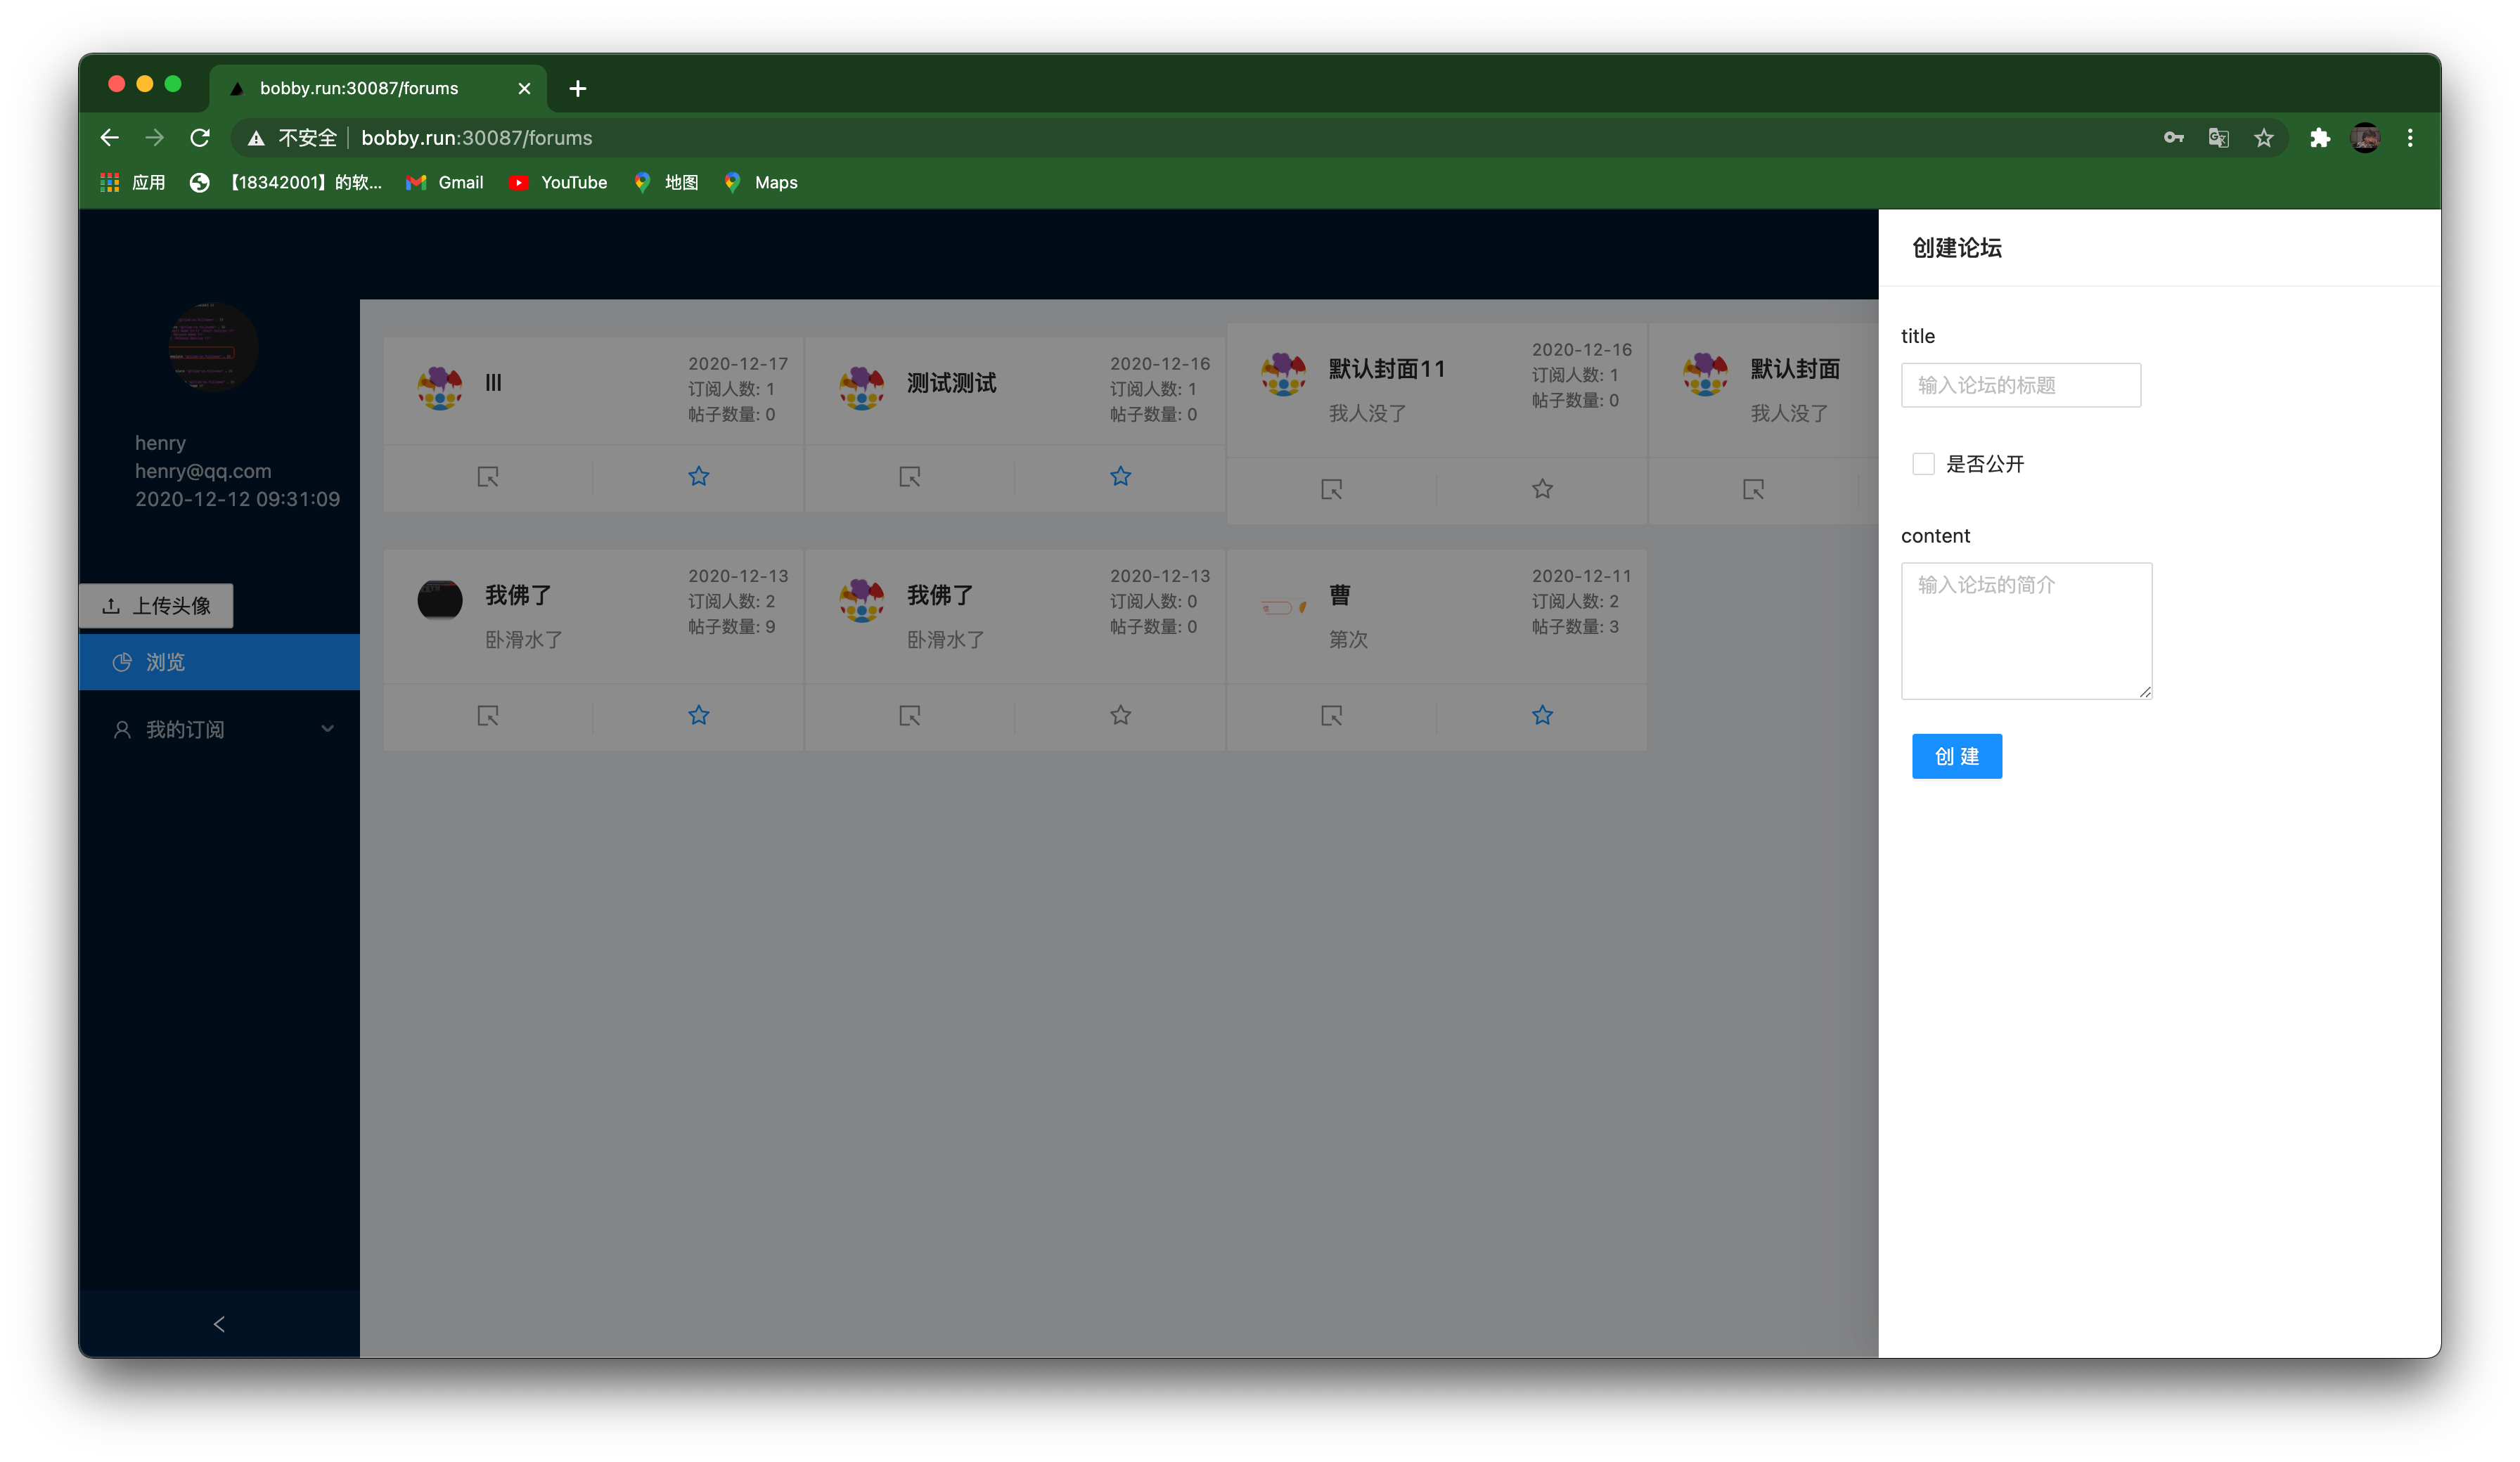 bobby.run:30087/forums
不安全
bobby.run:30087/forums
应用
【18342001】的软...
Gmail
YouTube
地图
Maps
henry
henry@qq.com
2020-12-12 09:31:09
上传头像
浏览
我的订阅
lll
2020-12-17
订阅人数: 1
帖子数量: 0
测试测试
2020-12-16
订阅人数: 1
帖子数量: 0
默认封面11
我人没了
2020-12-16
订阅人数: 1
帖子数量: 0
默认封面
我人没了
我佛了
卧滑水了
2020-12-13
订阅人数: 2
帖子数量: 9
我佛了
卧滑水了
2020-12-13
订阅人数: 0
帖子数量: 0
曹
第次
2020-12-11
订阅人数: 2
帖子数量: 3
创建论坛
title
输入论坛的标题
是否公开
content
输入论坛的简介
创 建